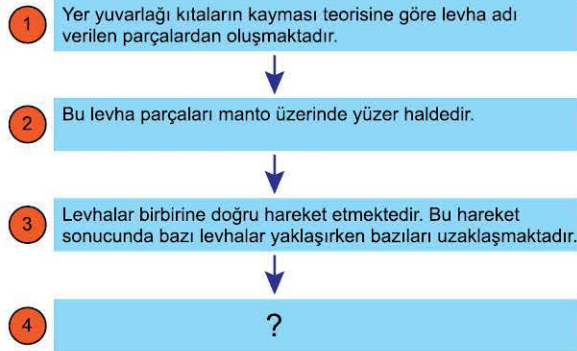 1
Yer yuvarlağı kıtaların kayması teorisine göre levha adı
verilen parçalardan oluşmaktadır.
2
Bu levha parçaları manto üzerinde yüzer haldedir.
3
Levhalar birbirine doğru hareket etmektedir. Bu hareket
sonucunda bazı levhalar yaklaşırken bazıları uzaklaşmaktadır.
4
?